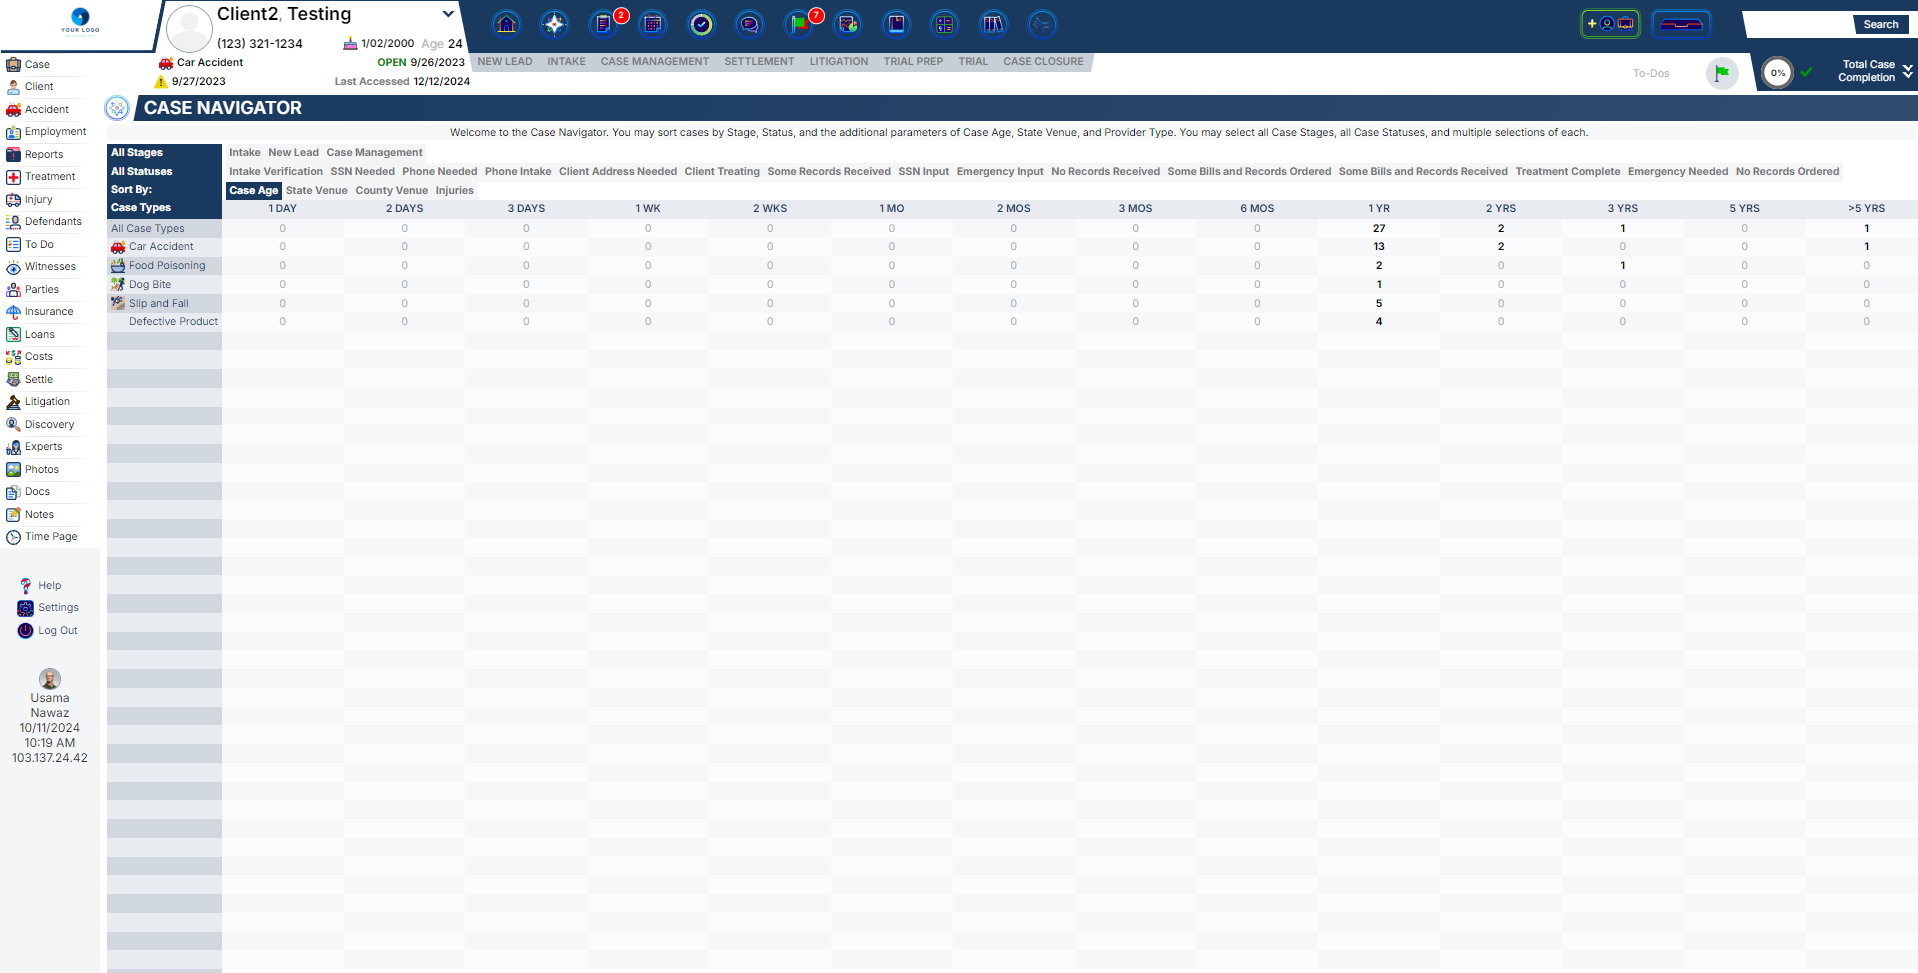 YOUR LOGO
Client2, Testing
(123) 321-1234
1/02/2000 Age 24
Car Accident
OPEN 9/26/2023
9/27/2023
Last Accessed 12/12/2024
2
7
Search
NEW LEAD INTAKE CASE MANAGEMENT SETTLEMENT LITIGATION TRIAL PREP TRIAL CASE CLOSURE
To-Dos
0%
Total Case
Completion
Case
Client
Accident
Employment
Reports
Treatment
Injury
Defendants
To Do
Witnesses
Parties
Insurance
Loans
Costs
Settle
Litigation
Discovery
Experts
Photos
Docs
Notes
Time Page
Help
Settings
Log Out
Usama
Nawaz
10/11/2024
10:19 AM
103.137.24.42
CASE NAVIGATOR
Welcome to the Case Navigator. You may sort cases by Stage, Status, and the additional parameters of Case Age, State Venue, and Provider Type. You may select all Case Stages, all Case Statuses, and multiple selections of each.
All Stages Intake New Lead Case Management
All Statuses Intake Verification SSN Needed Phone Needed Phone Intake Client Address Needed Client Treating Some Records Received SSN Input Emergency Input No Records Received Some Bills and Records Ordered Some Bills and Records Received Treatment Complete Emergency Needed No Records Ordered
Sort By: Case Age State Venue County Venue Injuries
Case Types 1 DAY 2 DAYS 3 DAYS 1 WK 2 WKS 1 MO 2 MOS 3 MOS 6 MOS 1 YR 2 YRS 3 YRS 5 YRS >5 YRS
All Case Types 0 0 0 0 0 0 0 0 0 27 2 1 0 1
Car Accident 0 0 0 0 0 0 0 0 0 13 2 0 0 1
Food Poisoning 0 0 0 0 0 0 0 0 0 2 0 1 0 0
Dog Bite 0 0 0 0 0 0 0 0 0 1 0 0 0 0
Slip and Fall 0 0 0 0 0 0 0 0 0 5 0 0 0 0
Defective Product 0 0 0 0 0 0 0 0 0 4 0 0 0 0